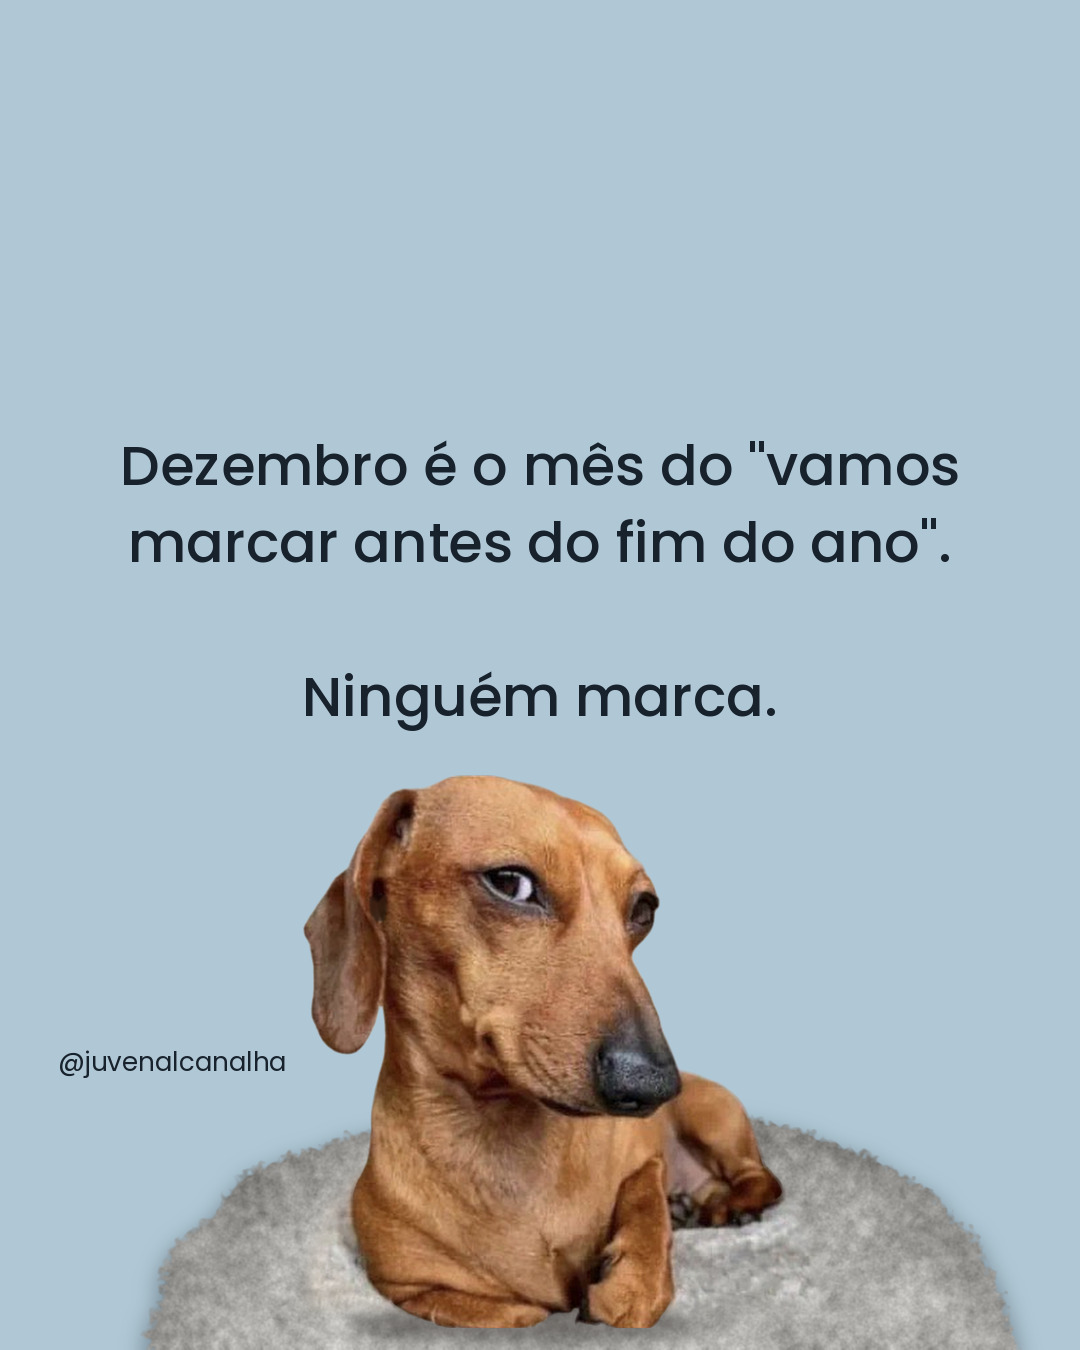 Dezembro é o mês do "vamos
marcar antes do fim do ano".
Ninguém marca.
@juvenalcanalha